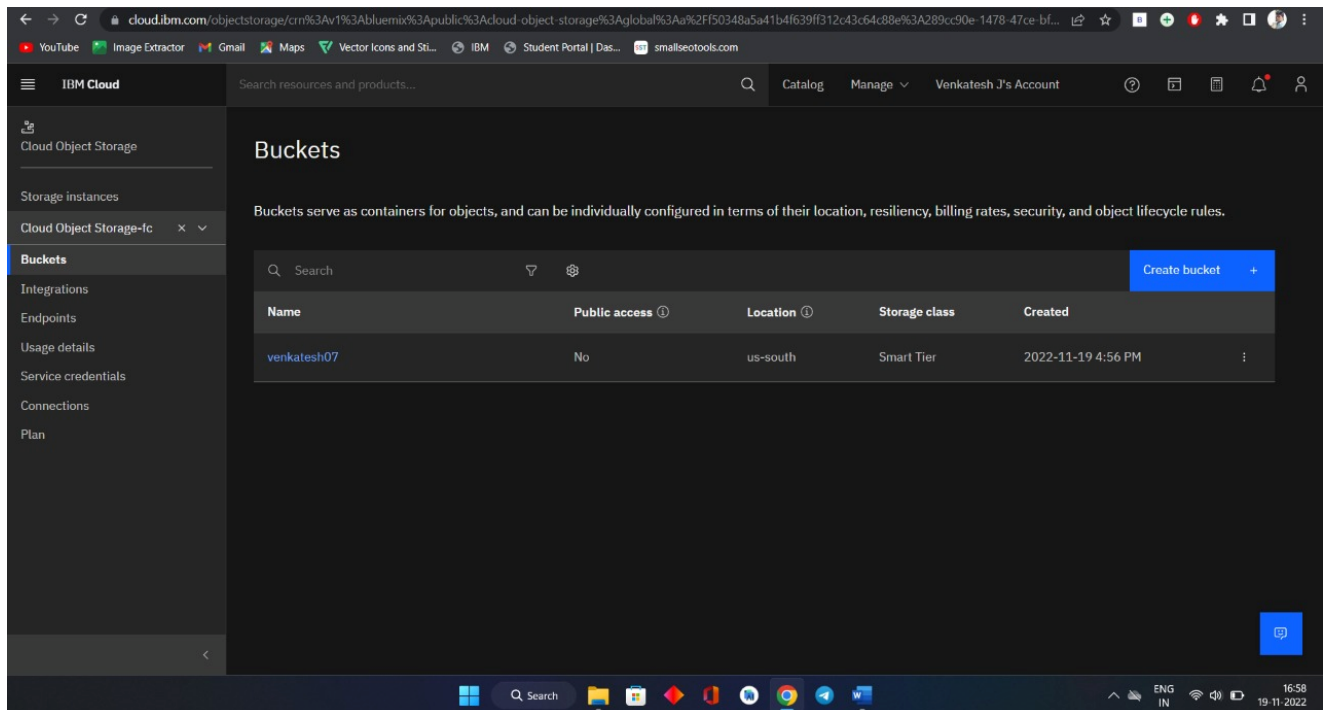 cloud.ibm.com/objectstorage/crn%3Av1%3Abluemix%3Apublic%3Acloud-object-storage%3Aglobal%3Aa%2Ff50348a5a41b4f639ff312c43c64c88e%3A289cc90e-1478-47ce-bf...
YouTube Image Extractor Gmail Maps Vector Icons and Sti... IBM Student Portal | Das... SST smallseotools.com
IBM Cloud Search resources and products... Catalog Manage Venkatesh J's Account
Cloud Object Storage
Storage instances
Cloud Object Storage-fc
Buckets
Integrations
Endpoints
Usage details
Service credentials
Connections
Plan
Buckets
Buckets serve as containers for objects, and can be individually configured in terms of their location, resiliency, billing rates, security, and object lifecycle rules.
Search Create bucket +
Name Public access Location Storage class Created
venkatesh07 No us-south Smart Tier 2022-11-19 4:56 PM
Search ENG 16:58
IN 19-11-2022